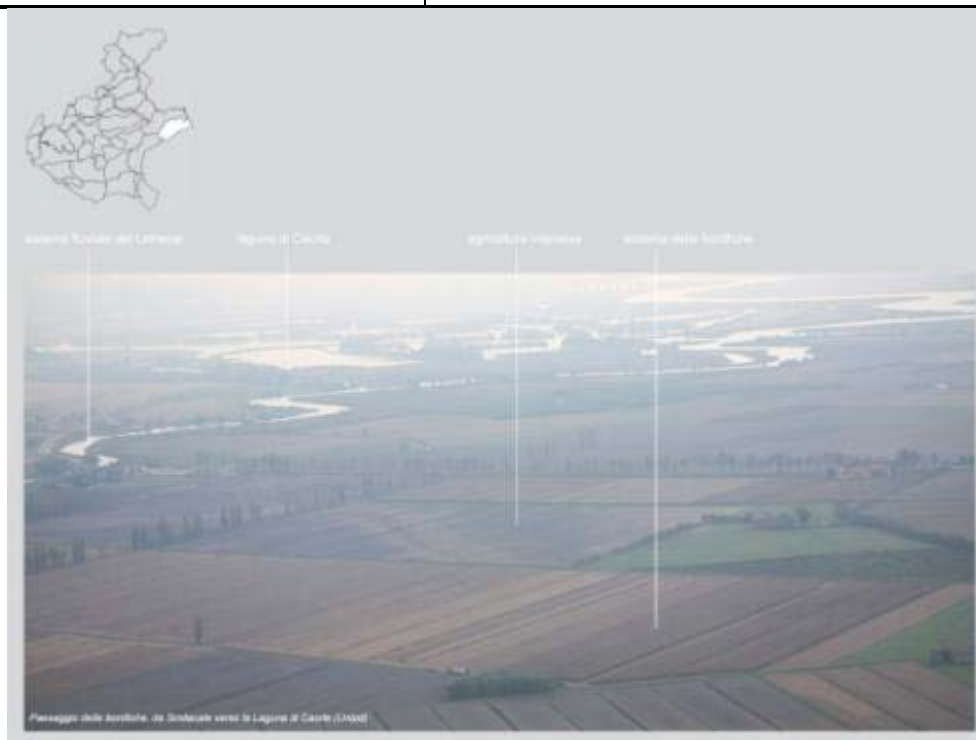 sistema fluviale del Lemene
laguna di Caorle
agricoltura intensiva
sistema delle bonifiche
Paesaggio delle bonifiche, da Sindacale verso la Laguna di Caorle (Unipd)